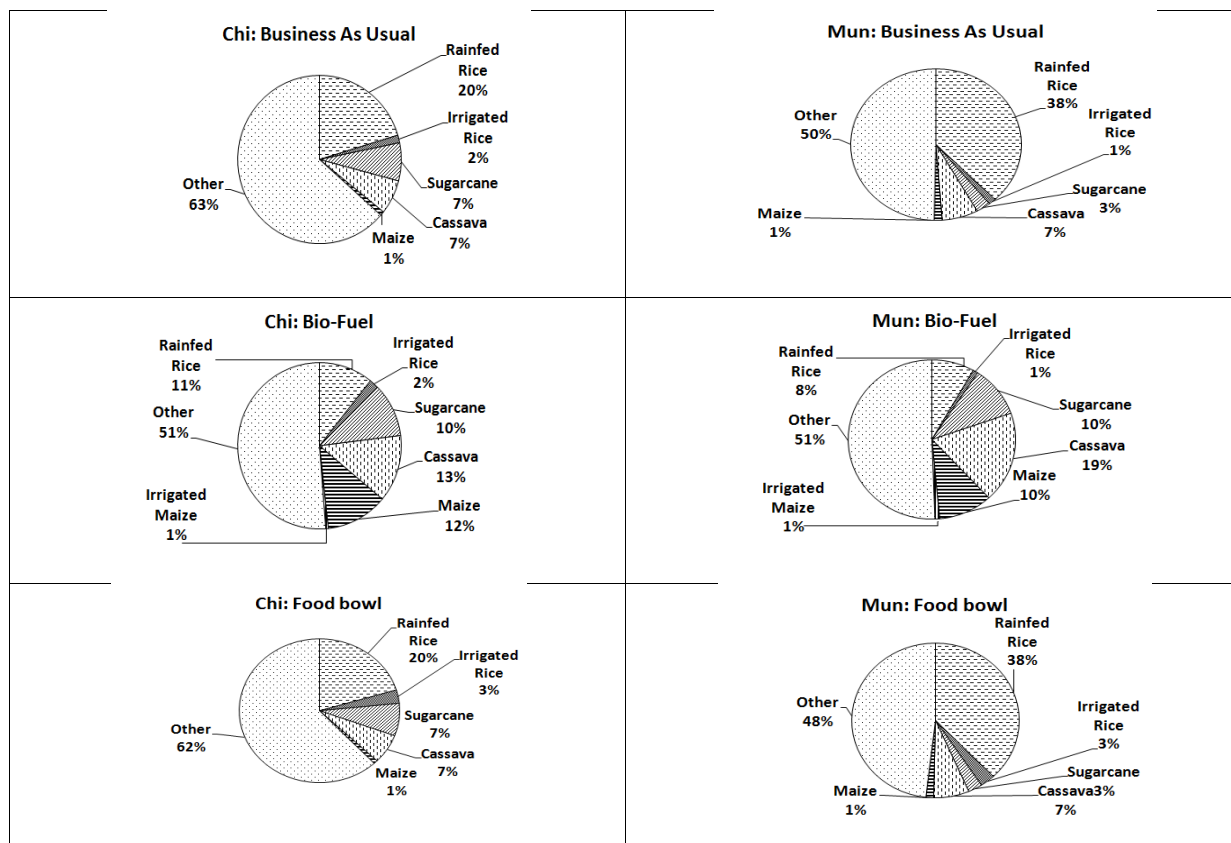 Chi: Business As Usual
Rainfed
Rice
20%
Irrigated
Rice
2%
Sugarcane
7%
Cassava
7%
Maize
1%
Other
63%
Mun: Business As Usual
Rainfed
Rice
38%
Irrigated
Rice
1%
Sugarcane
3%
Cassava
7%
Maize
1%
Other
50%
Chi: Bio-Fuel
Rainfed
Rice
11%
Irrigated
Rice
2%
Sugarcane
10%
Cassava
13%
Maize
12%
Irrigated
Maize
1%
Other
51%
Mun: Bio-Fuel
Rainfed
Rice
8%
Irrigated
Rice
1%
Sugarcane
10%
Cassava
19%
Maize
10%
Irrigated
Maize
1%
Other
51%
Chi: Food bowl
Rainfed
Rice
20%
Irrigated
Rice
3%
Sugarcane
7%
Cassava
7%
Maize
1%
Other
62%
Mun: Food bowl
Rainfed
Rice
38%
Irrigated
Rice
3%
Sugarcane
3%
Cassava
7%
Maize
1%
Other
48%